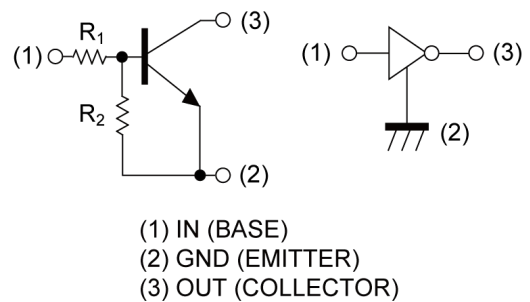 (3)
R1
(1)
R2
(2)
(1)
(3)
(2)
(1) IN (BASE)
(2) GND (EMITTER)
(3) OUT (COLLECTOR)